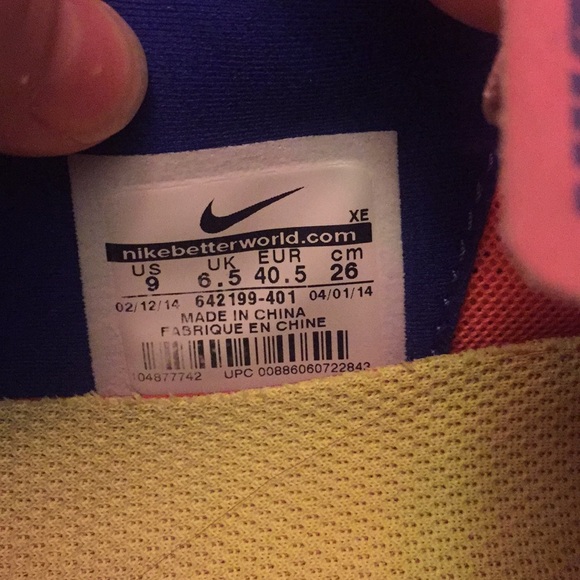 XE
nikebetterworld.com
US UK EUR cm
9 6.5 40.5 26
02/12/14 642199-401 04/01/14
MADE IN CHINA
FABRIQUE EN CHINE
104877742 UPC 00886060722843